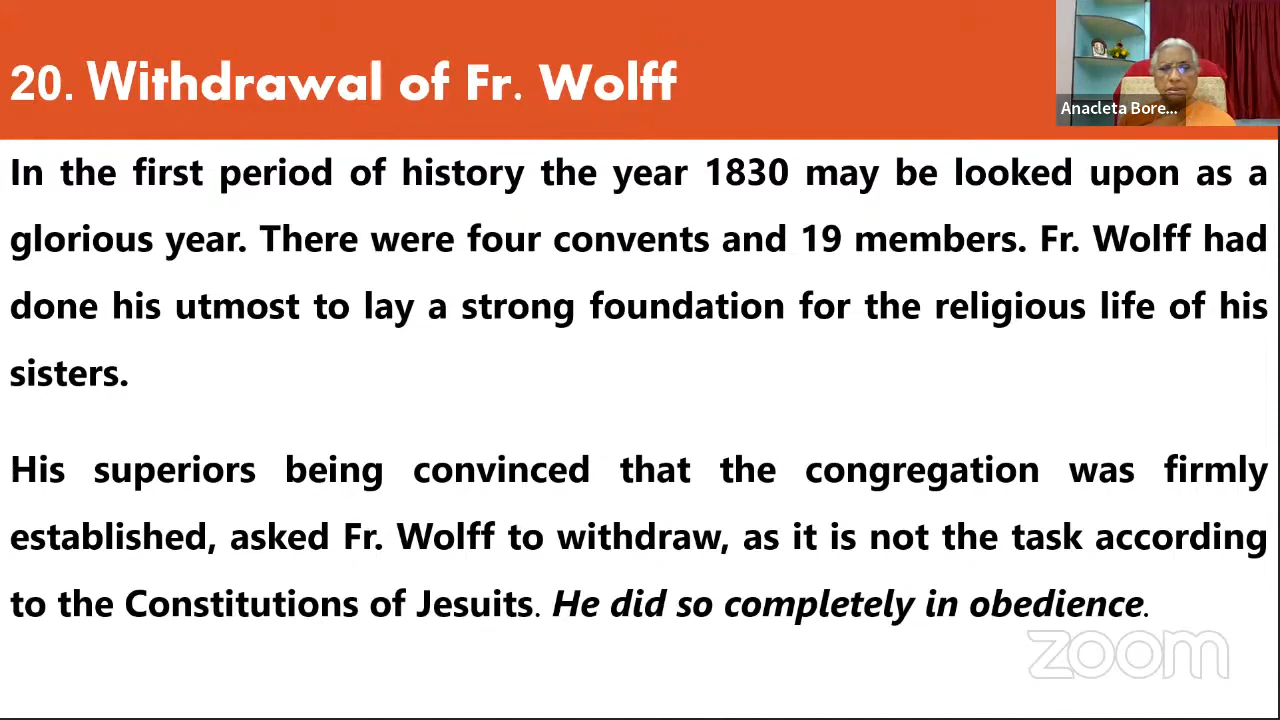 20. Withdrawal of Fr. Wolff
Anacleta Bore...
In the first period of history the year 1830 may be looked upon as a
glorious year. There were four convents and 19 members. Fr. Wolff had
done his utmost to lay a strong foundation for the religious life of his
sisters.
His superiors being convinced that the congregation was firmly
established, asked Fr. Wolff to withdraw, as it is not the task according
to the Constitutions of Jesuits. He did so completely in obedience.
zoom